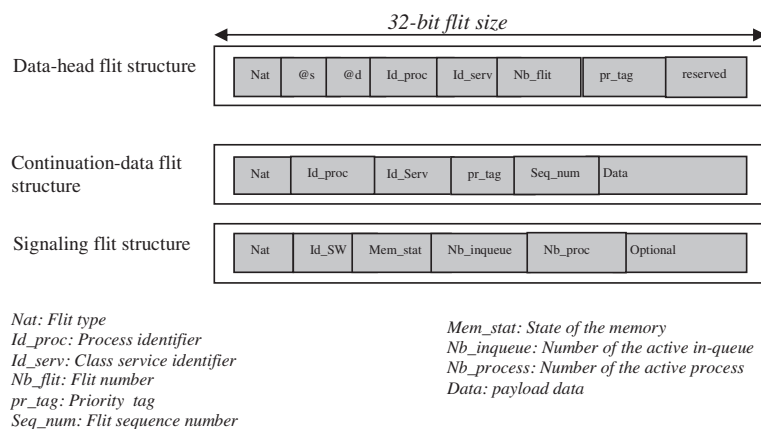 32-bit flit size
Data-head flit structure
Nat @s @d Id_proc Id_serv Nb_flit pr_tag reserved
Continuation-data flit
structure
Nat Id_proc Id_Serv pr_tag Seq_num Data
Signaling flit structure
Nat Id_SW Mem_stat Nb_inqueue Nb_proc Optional
Nat: Flit type
Id_proc: Process identifier
Id_serv: Class service identifier
Nb_flit: Flit number
pr_tag: Priority tag
Seq_num: Flit sequence number
Mem_stat: State of the memory
Nb_inqueue: Number of the active in-queue
Nb_process: Number of the active process
Data: payload data